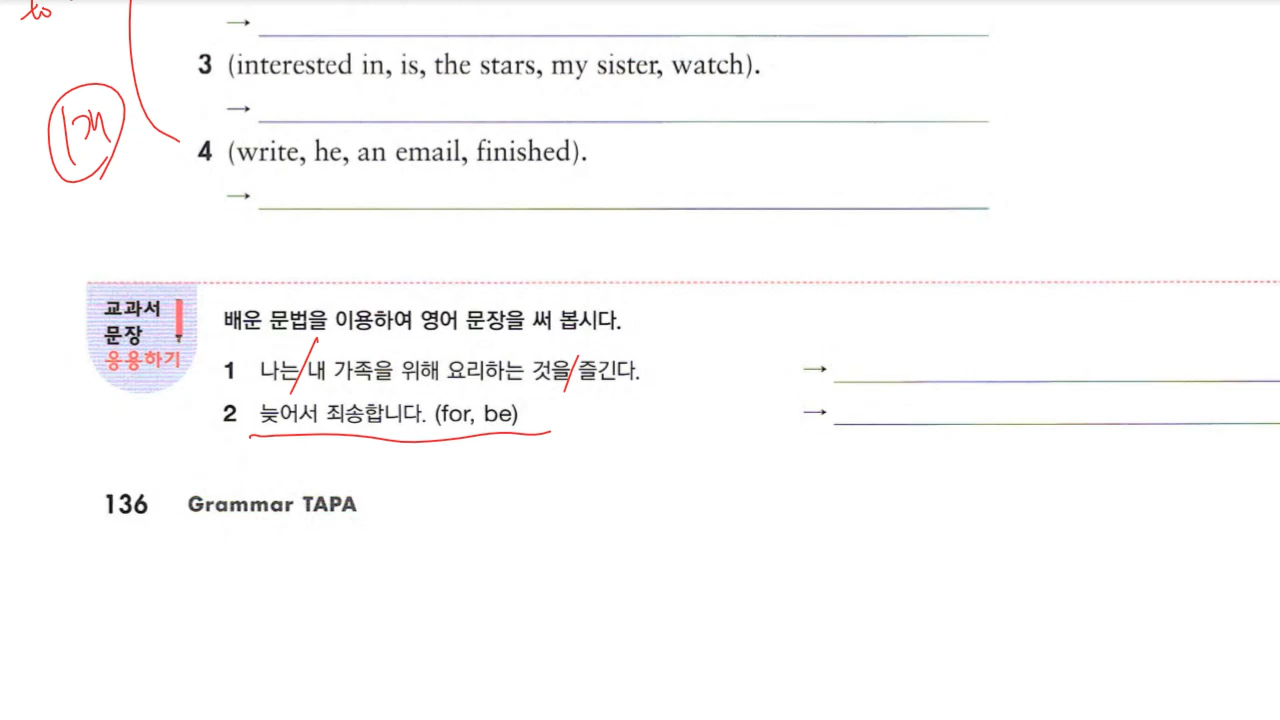 to
→
3 (interested in, is, the stars, my sister, watch).
→
4 (write, he, an email, finished).
→
교과서
문장
응용하기
배운 문법을 이용하여 영어 문장을 써 봅시다.
1 나는 내 가족을 위해 요리하는 것을 즐긴다. →
2 늦어서 죄송합니다. (for, be) →
136 Grammar TAPA